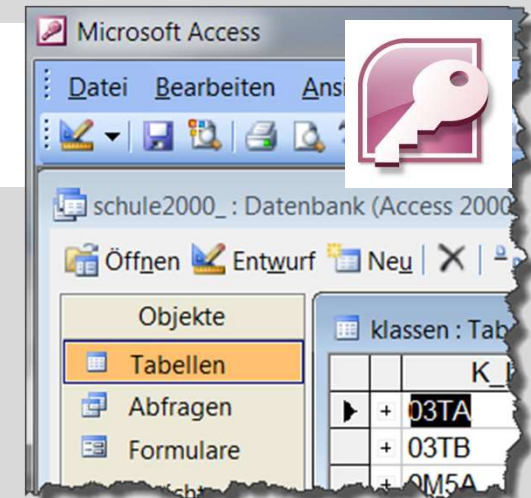 Microsoft Access
Datei Bearbeiten
schule2000_ : Datenbank (Access 2000
Öffnen Entwurf Neu
Objekte
klassen : Tab
Tabellen
Abfragen
03TA
Formulare
03TB
0M5A